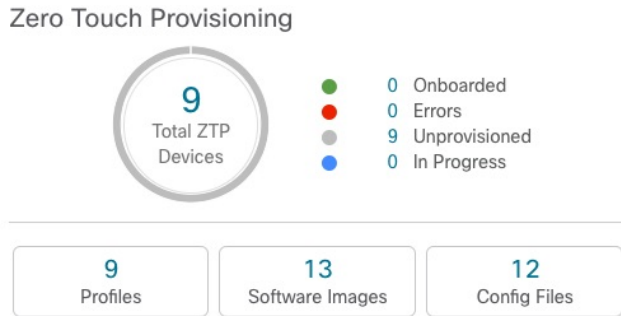 Zero Touch Provisioning
9
Total ZTP
Devices
0 Onboarded
0 Errors
9 Unprovisioned
0 In Progress
9
Profiles
13
Software Images
12
Config Files